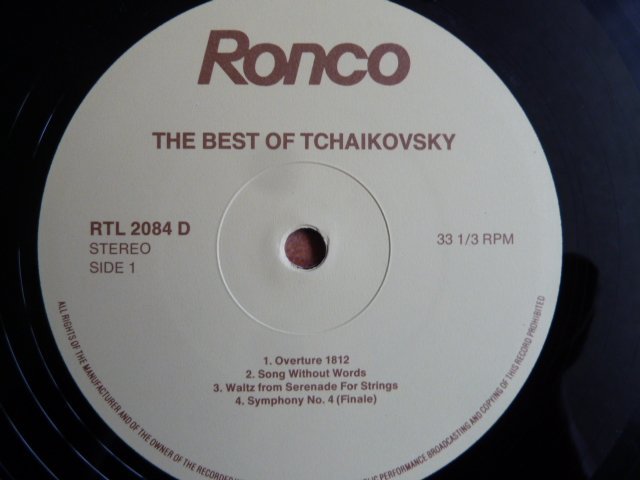 Ronco
THE BEST OF TCHAIKOVSKY
RTL 2084 D
STEREO
SIDE 1
33 1/3 RPM
1. Overture 1812
2. Song Without Words
3. Waltz from Serenade For Strings
4. Symphony No. 4 (Finale)
ALL RIGHTS OF THE MANUFACTURER AND OF THE OWNER OF THE RECORDED
PUBLIC PERFORMANCE BROADCASTING AND COPYING OF THIS RECORD PROHIBITED